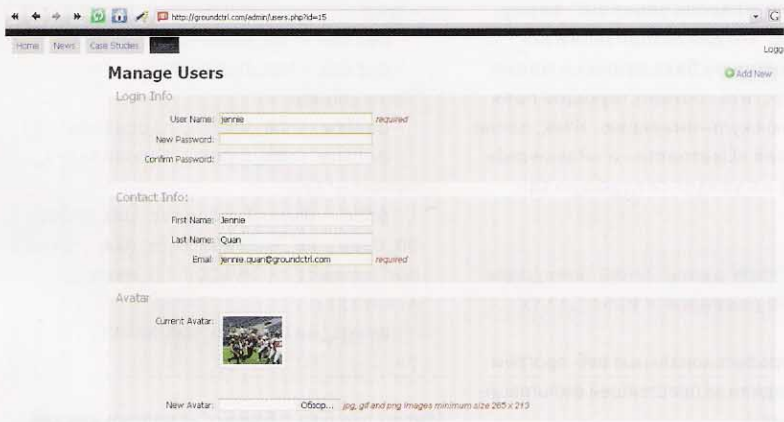 http://groundctrl.com/admin/users.php?id=15
Home News Case Studies Users
Logg
Manage Users
Add New
Login Info
User Name: jennie required
New Password:
Confirm Password:
Contact Info:
First Name: Jennie
Last Name: Quan
Email: jennie.quan@groundctrl.com required
Avatar
Current Avatar:
New Avatar: Обзор... jpg, gif and png images minimum size 265 x 213